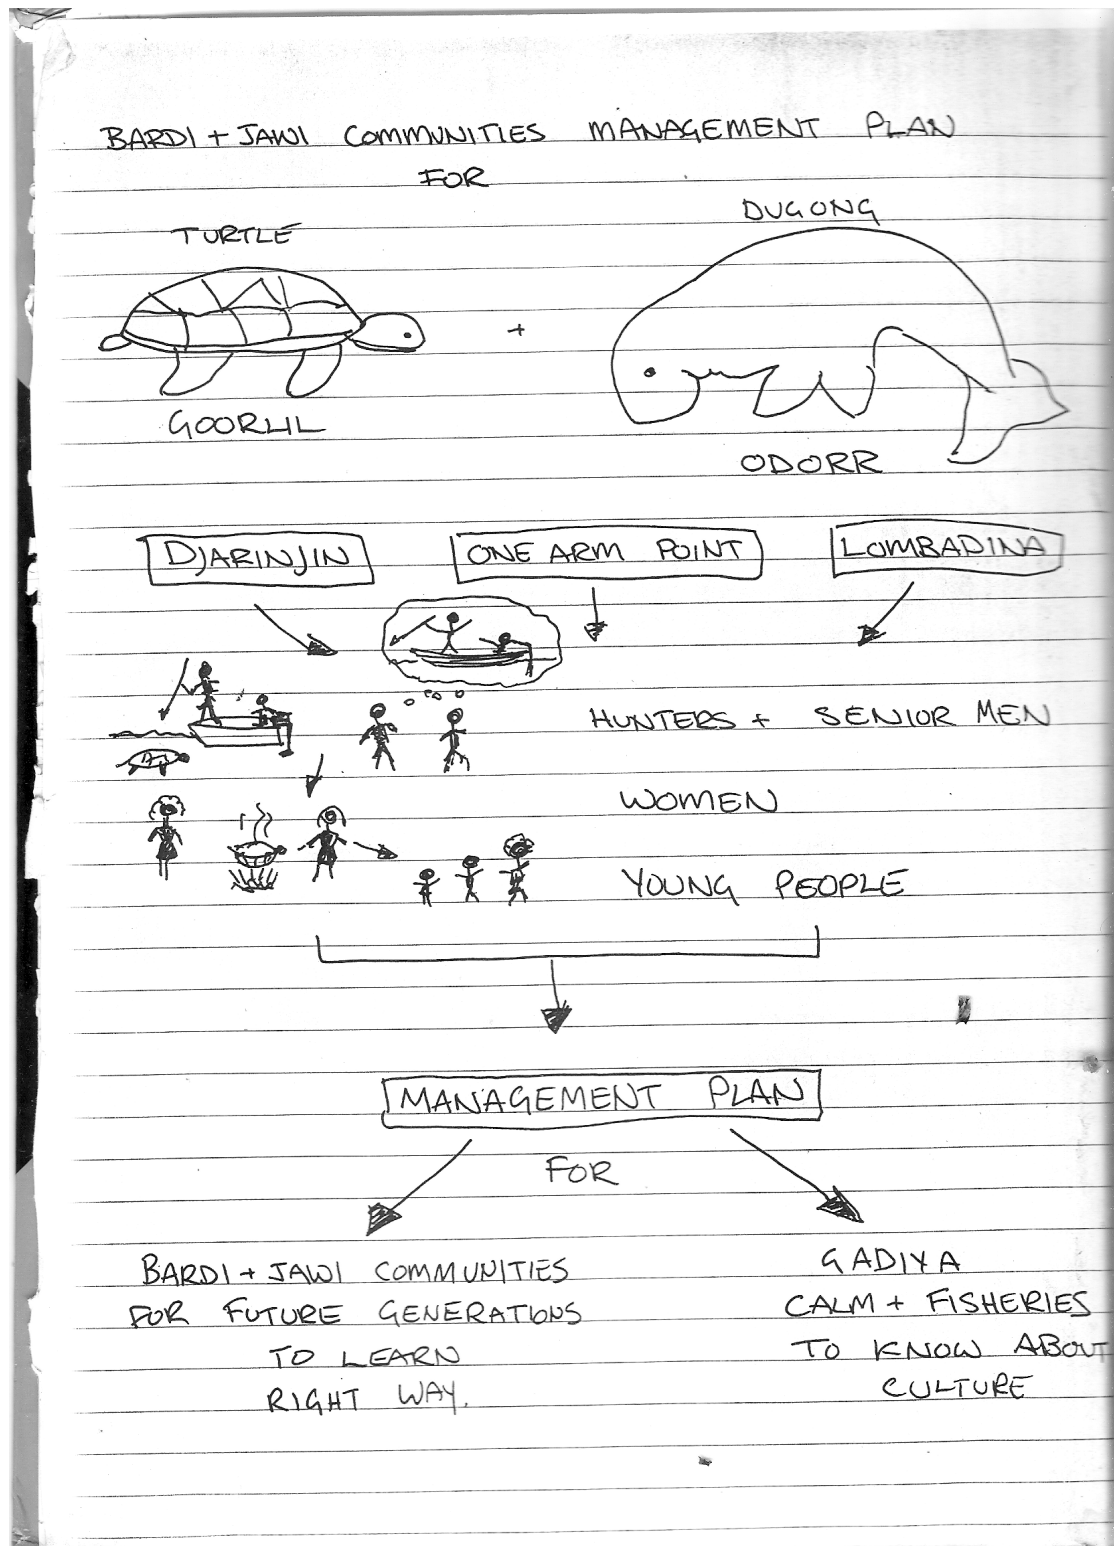 BARDI + JAWI COMMUNITIES MANAGEMENT PLAN
FOR
TURTLE
DUGONG
+
GOORLIL
ODORR
DJARINJIN
ONE ARM POINT
LOMBADINA
HUNTERS + SENIOR MEN
WOMEN
YOUNG PEOPLE
MANAGEMENT PLAN
FOR
BARDI + JAWI COMMUNITIES
FOR FUTURE GENERATIONS
TO LEARN
RIGHT WAY.
GADIYA
CALM + FISHERIES
TO KNOW ABOUT
CULTURE